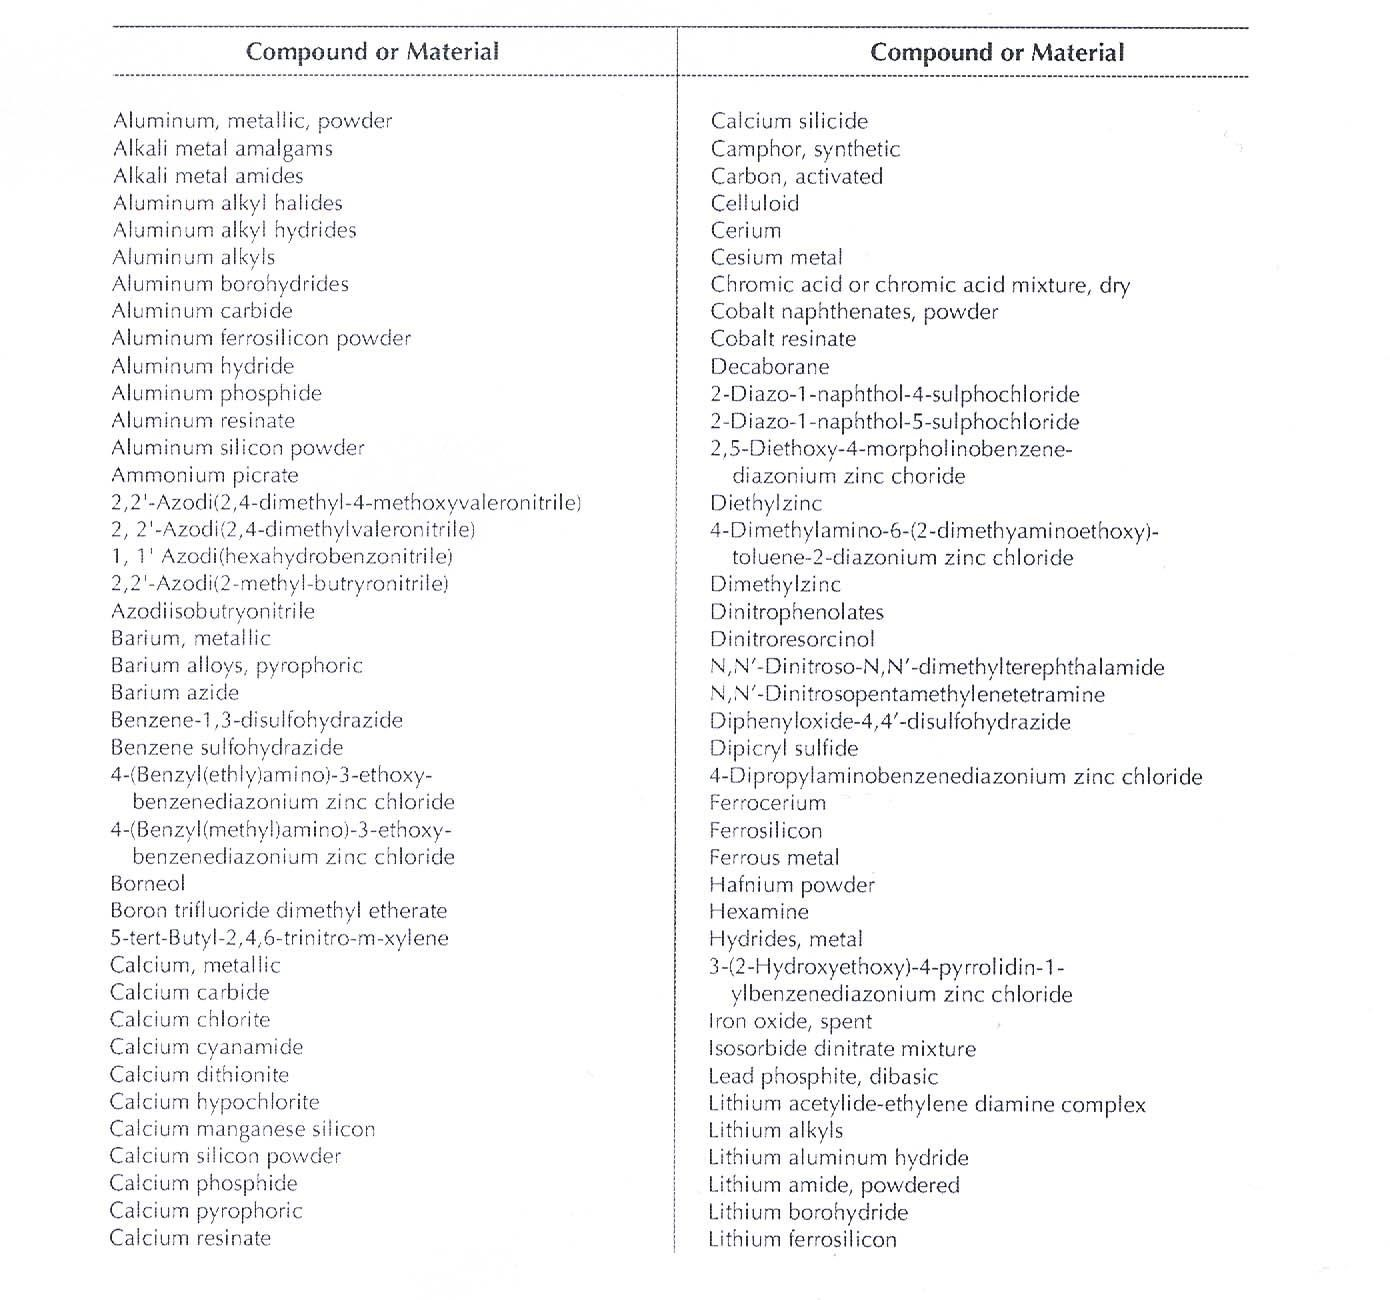 Compound or Material
Aluminum, metallic, powder
Alkali metal amalgams
Alkali metal amides
Aluminum alkyl halides
Aluminum alkyl hydrides
Aluminum alkyls
Aluminum borohydrides
Aluminum carbide
Aluminum ferrosilicon powder
Aluminum hydride
Aluminum phosphide
Aluminum resinate
Aluminum silicon powder
Ammonium picrate
2,2'-Azodi(2,4-dimethyl-4-methoxyvaleronitrile)
2, 2'-Azodi(2,4-dimethylvaleronitrile)
1, 1' Azodi(hexahydrobenzonitrile)
2,2'-Azodi(2-methyl-butryronitrile)
Azodiisobutryonitrile
Barium, metallic
Barium alloys, pyrophoric
Barium azide
Benzene-1,3-disulfohydrazide
Benzene sulfohydrazide
4-(Benzyl(ethly)amino)-3-ethoxy-
benzenediazonium zinc chloride
4-(Benzyl(methyl)amino)-3-ethoxy-
benzenediazonium zinc chloride
Borneol
Boron trifluoride dimethyl etherate
5-tert-Butyl-2,4,6-trinitro-m-xylene
Calcium, metallic
Calcium carbide
Calcium chlorite
Calcium cyanamide
Calcium dithionite
Calcium hypochlorite
Calcium manganese silicon
Calcium silicon powder
Calcium phosphide
Calcium pyrophoric
Calcium resinate
Compound or Material
Calcium silicide
Camphor, synthetic
Carbon, activated
Celluloid
Cerium
Cesium metal
Chromic acid or chromic acid mixture, dry
Cobalt naphthenates, powder
Cobalt resinate
Decaborane
2-Diazo-1-naphthol-4-sulphochloride
2-Diazo-1-naphthol-5-sulphochloride
2,5-Diethoxy-4-morpholinobenzene-
diazonium zinc choride
Diethylzinc
4-Dimethylamino-6-(2-dimethyaminoethoxy)-
toluene-2-diazonium zinc chloride
Dimethylzinc
Dinitrophenolates
Dinitroresorcinol
N,N′-Dinitroso-N,N′-dimethylterephthalamide
N,N′-Dinitrosopentamethylenetetramine
Diphenyloxide-4,4′-disulfohydrazide
Dipicryl sulfide
4-Dipropylaminobenzenediazonium zinc chloride
Ferrocerium
Ferrosilicon
Ferrous metal
Hafnium powder
Hexamine
Hydrides, metal
3-(2-Hydroxyethoxy)-4-pyrrolidin-1-
ylbenzenediazonium zinc chloride
Iron oxide, spent
Isosorbide dinitrate mixture
Lead phosphite, dibasic
Lithium acetylide-ethylene diamine complex
Lithium alkyls
Lithium aluminum hydride
Lithium amide, powdered
Lithium borohydride
Lithium ferrosilicon